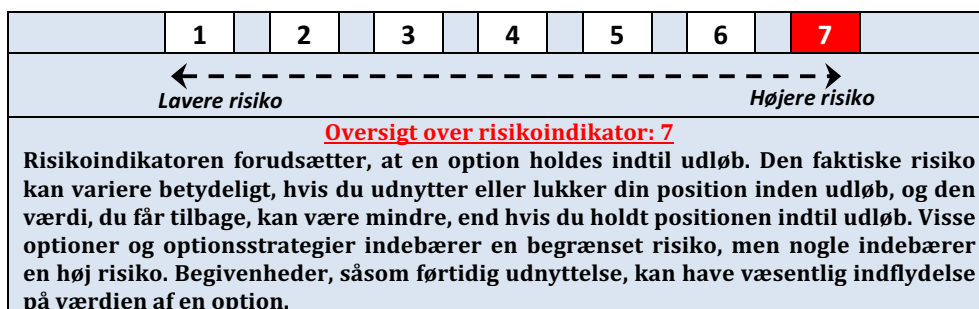 1 2 3 4 5 6 7
Lavere risiko Højere risiko
Oversigt over risikoindikator: 7
Risikoindikatoren forudsætter, at en option holdes indtil udløb. Den faktiske risiko
kan variere betydeligt, hvis du udnytter eller lukker din position inden udløb, og den
værdi, du får tilbage, kan være mindre, end hvis du holdt positionen indtil udløb. Visse
optioner og optionsstrategier indebærer en begrænset risiko, men nogle indebærer
en høj risiko. Begivenheder, såsom førtidig udnyttelse, kan have væsentlig indflydelse
på værdien af en option.